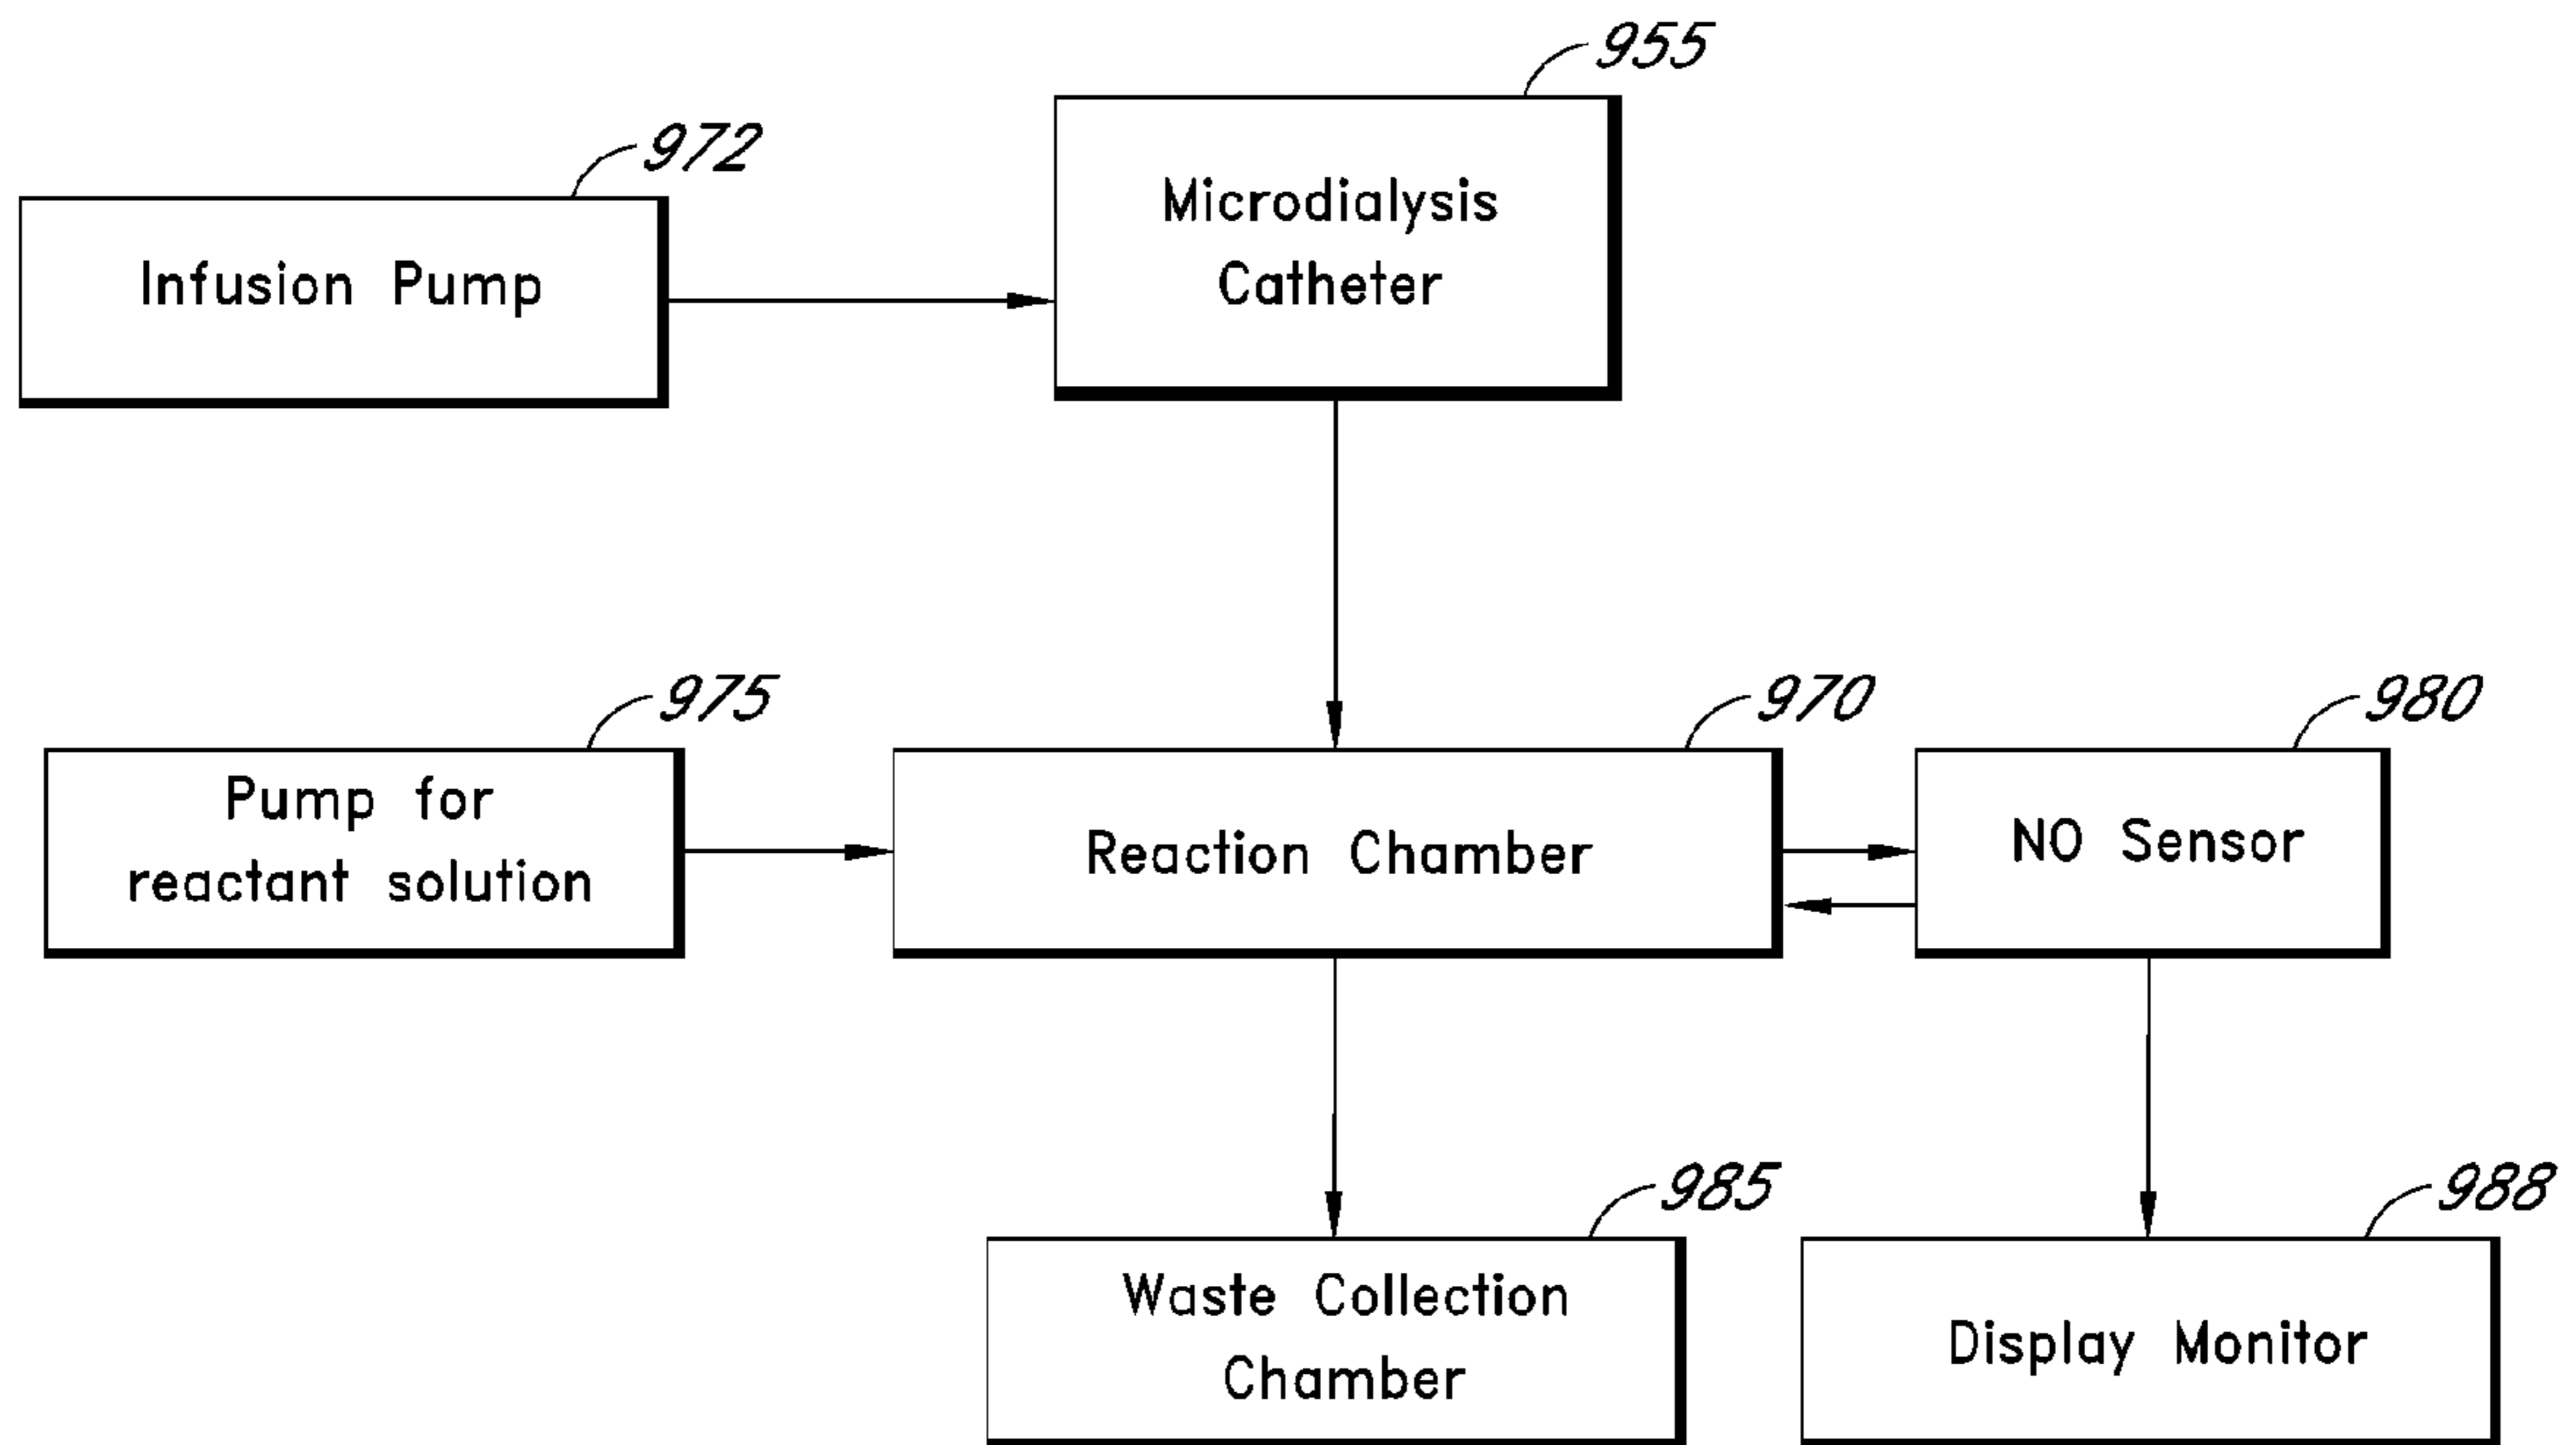 955
972
Microdialysis
Catheter
Infusion Pump
975
970
980
Pump for
reactant solution
Reaction Chamber
NO Sensor
985
988
Waste Collection
Chamber
Display Monitor